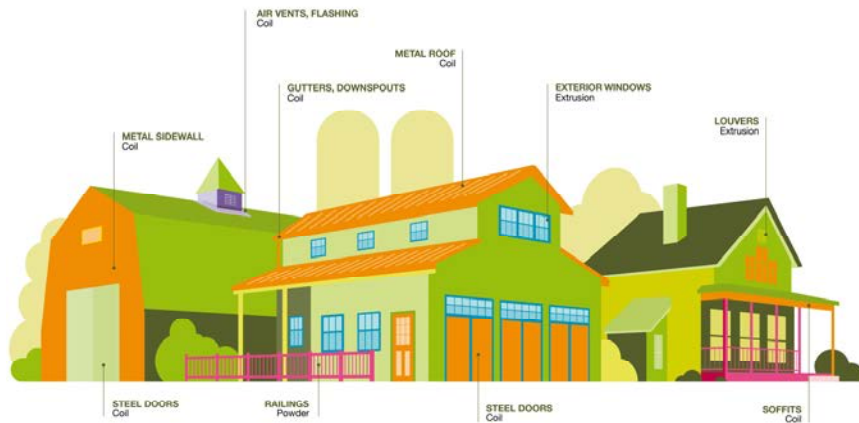 AIR VENTS, FLASHING
Coil
METAL ROOF
Coil
GUTTERS, DOWNSPOUTS
Coil
EXTERIOR WINDOWS
Extrusion
LOUVERS
Extrusion
METAL SIDEWALL
Coil
STEEL DOORS
Coil
RAILINGS
Powder
STEEL DOORS
Coil
SOFFITS
Coil